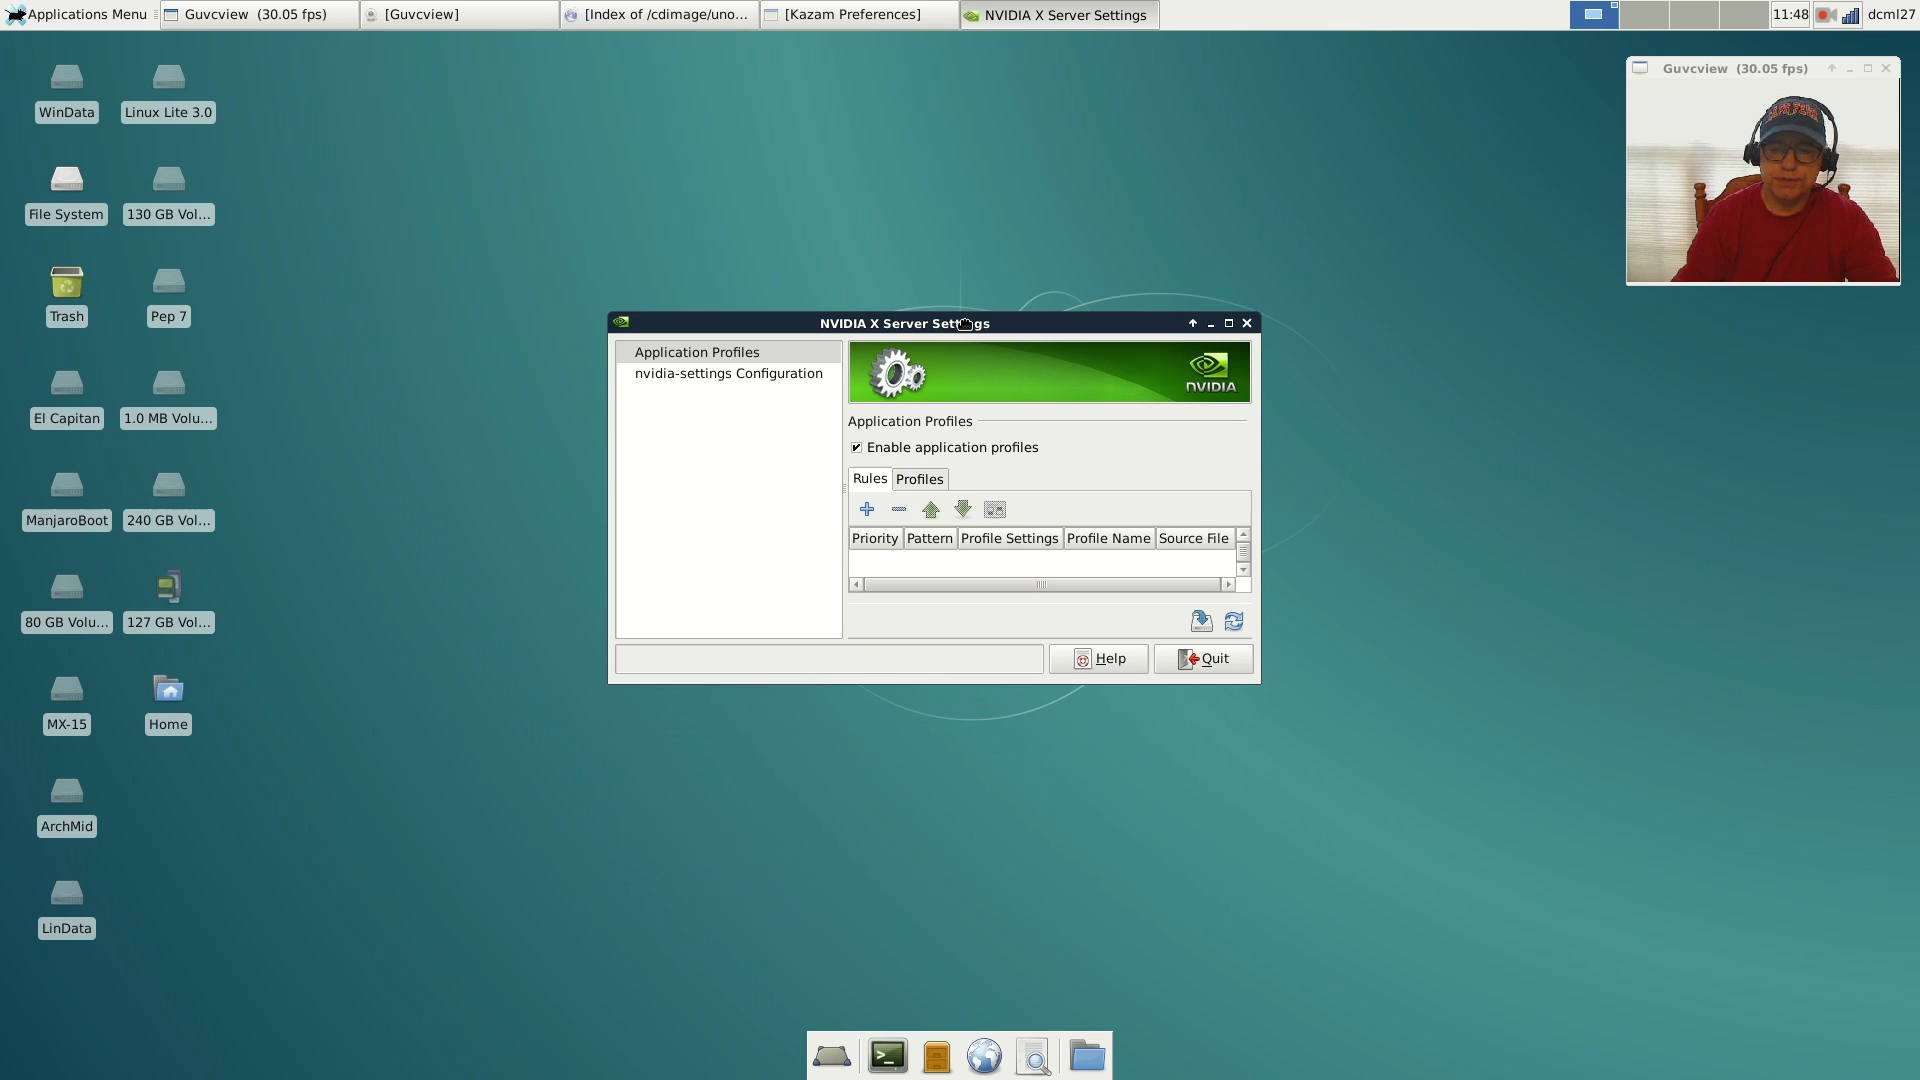 Applications Menu
Guvcview (30.05 fps)
[Guvcview]
[Index of /cdimage/uno...
[Kazam Preferences]
NVIDIA X Server Settings
11:48
dcml27
WinData
Linux Lite 3.0
File System
130 GB Vol...
Trash
Pep 7
El Capitan
1.0 MB Volu...
ManjaroBoot
240 GB Vol...
80 GB Volu...
127 GB Vol...
MX-15
Home
ArchMid
LinData
Guvcview (30.05 fps)
NVIDIA X Server Settings
Application Profiles
nvidia-settings Configuration
NVIDIA
Application Profiles
Enable application profiles
Rules
Profiles
Priority
Pattern
Profile Settings
Profile Name
Source File
Help
Quit